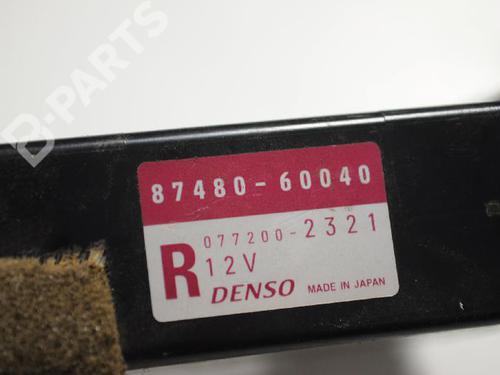 B-PARTS
87480-60040
077200-2321
R 12V
DENSO MADE IN JAPAN